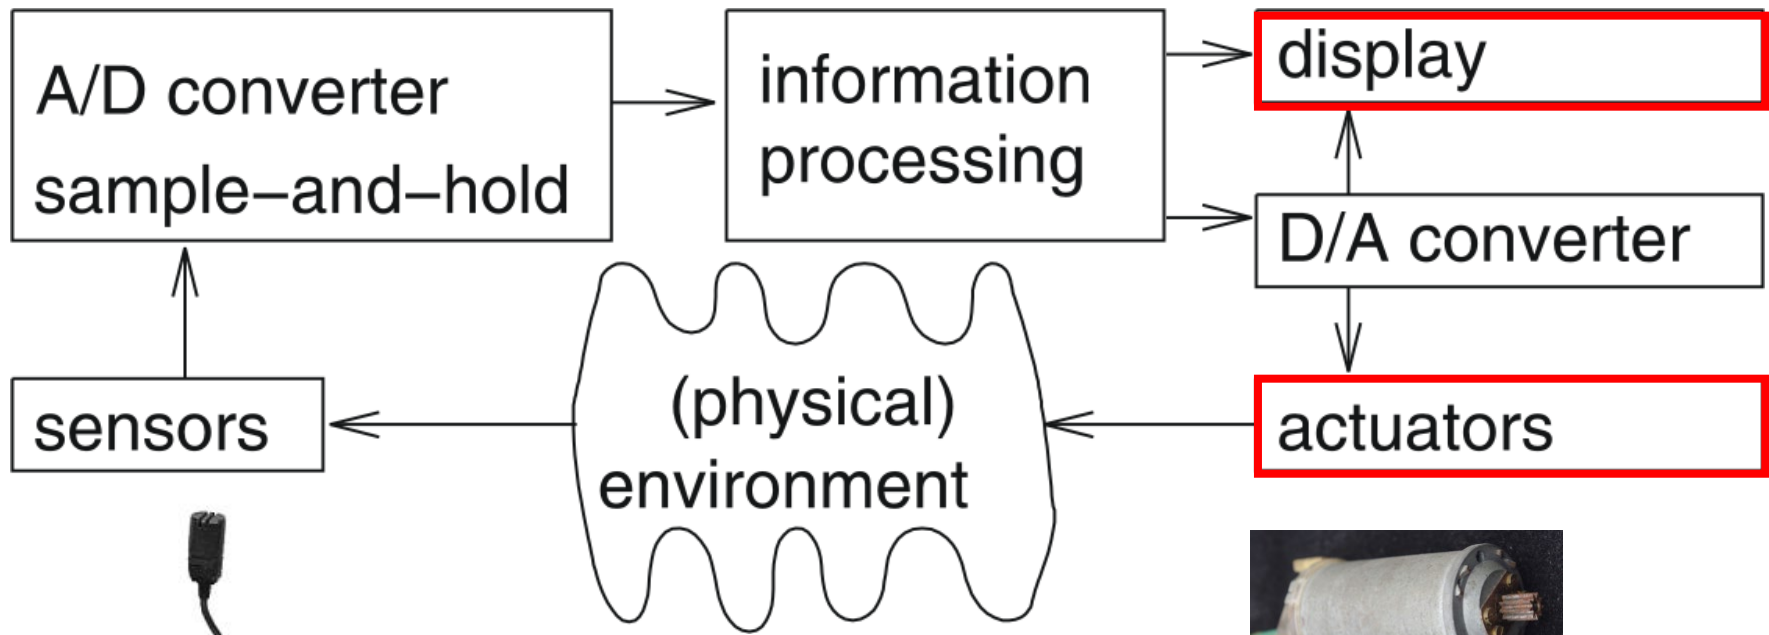 A/D converter
sample–and–hold
information
processing
display
D/A converter
sensors
(physical)
environment
actuators